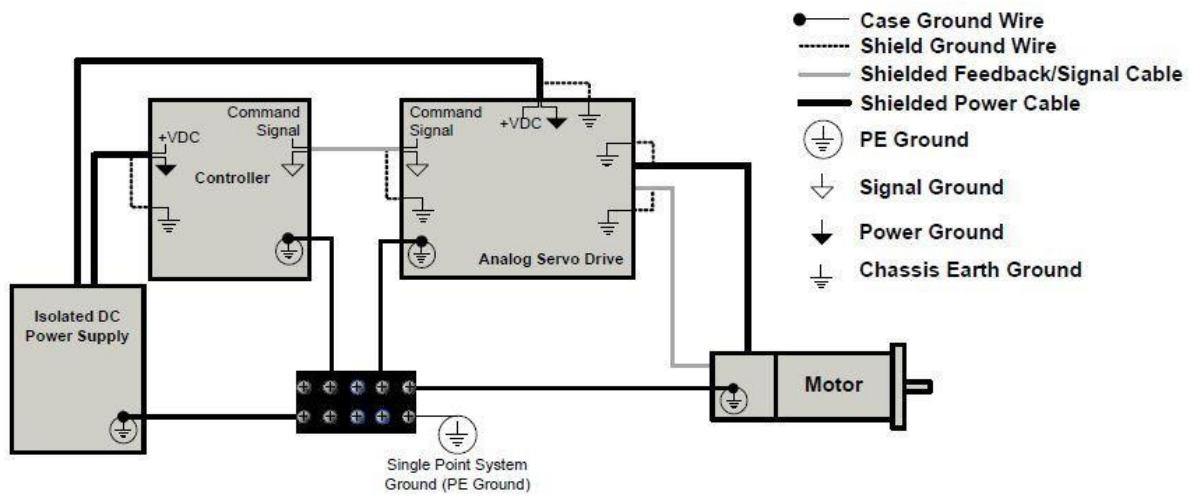 Case Ground Wire
Shield Ground Wire
Shielded Feedback/Signal Cable
Shielded Power Cable
PE Ground
Signal Ground
Power Ground
Chassis Earth Ground
+VDC
Command
Signal
Controller
Command
Signal
+VDC
Analog Servo Drive
Isolated DC
Power Supply
Motor
Single Point System
Ground (PE Ground)